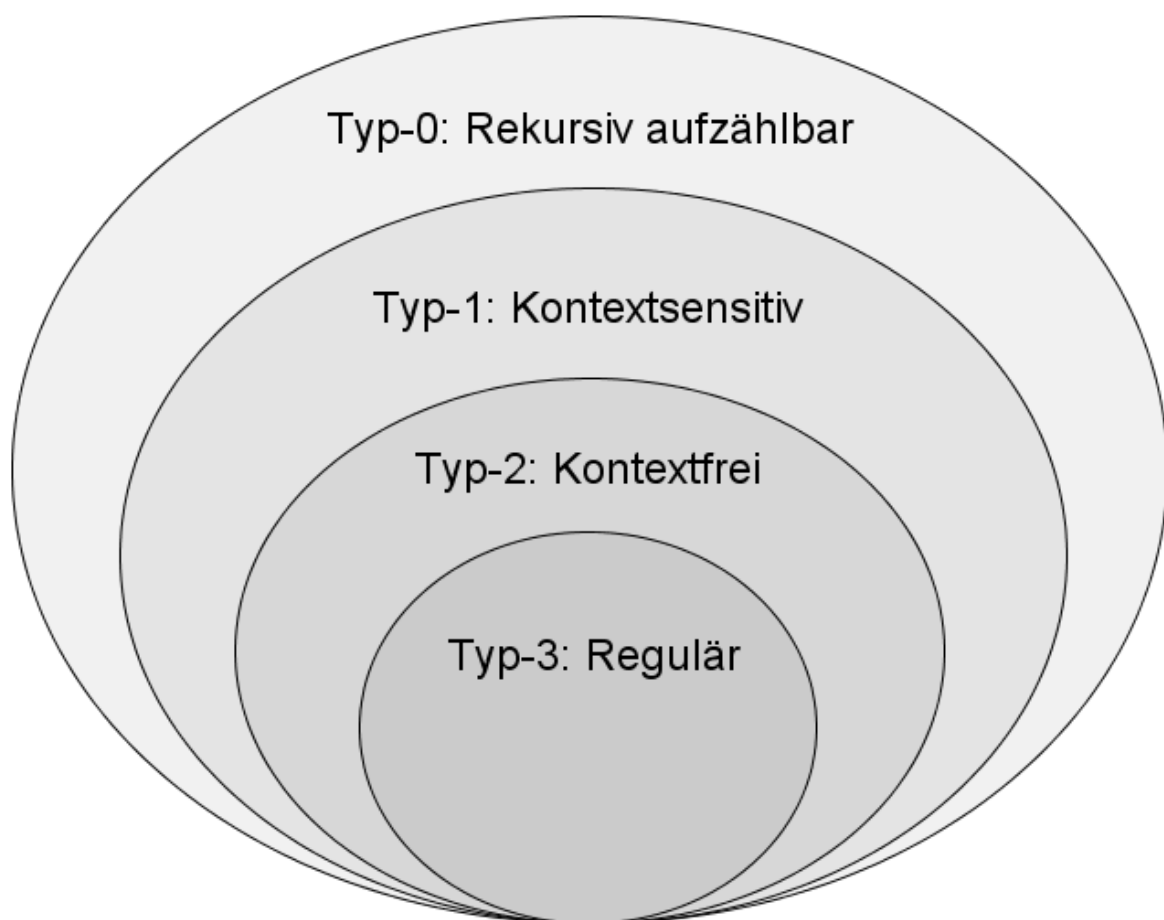 Typ-0: Rekursiv aufzählbar
Typ-1: Kontextsensitiv
Typ-2: Kontextfrei
Typ-3: Regulär